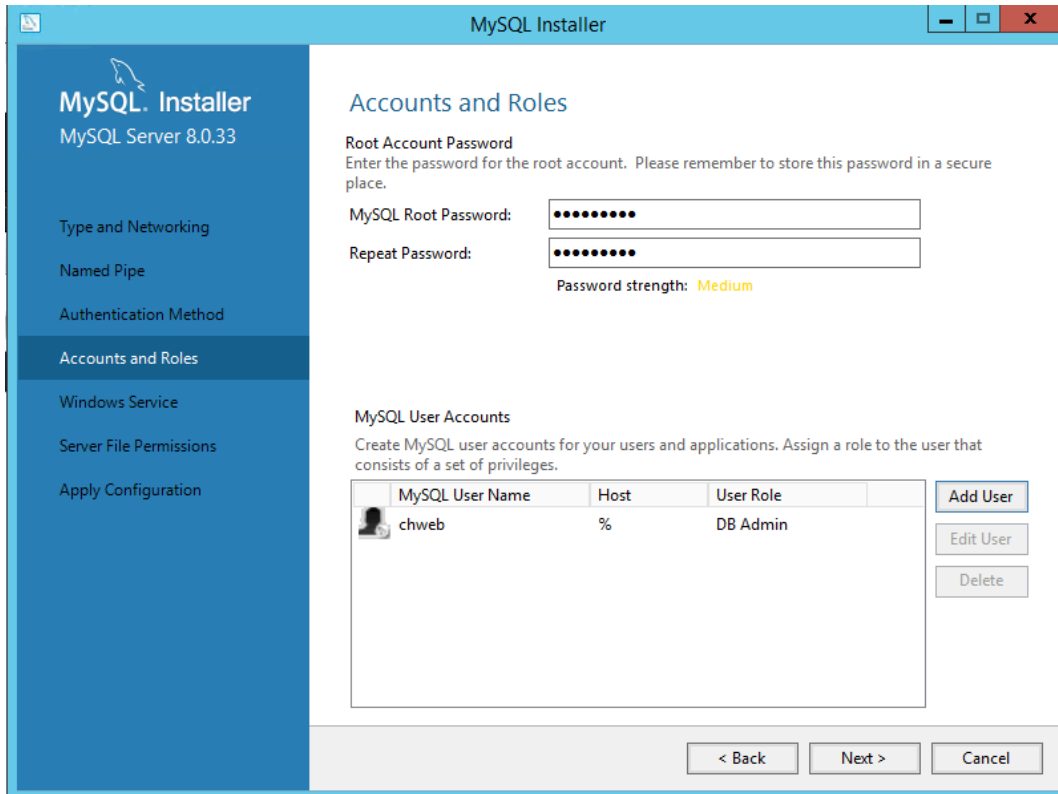 MySQL Installer
MySQL. Installer
MySQL Server 8.0.33
Type and Networking
Named Pipe
Authentication Method
Accounts and Roles
Windows Service
Server File Permissions
Apply Configuration
Accounts and Roles
Root Account Password
Enter the password for the root account.  Please remember to store this password in a secure
place.
MySQL Root Password: •••••••••
Repeat Password: •••••••••
Password strength: Medium
MySQL User Accounts
Create MySQL user accounts for your users and applications. Assign a role to the user that
consists of a set of privileges.
MySQL User Name Host User Role
chweb % DB Admin
Add User
Edit User
Delete
< Back Next > Cancel